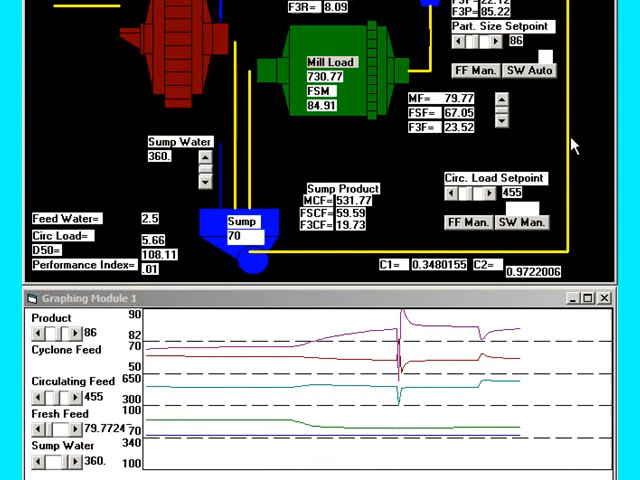 F3R= 8.09
F3P= 22.12
F3P= 85.22
Part. Size Setpoint
86
FF Man. SW Auto
Mill Load
730.77
FSM
84.91
MF= 79.77
FSF= 67.05
F3F= 23.52
Sump Water
360.
Circ. Load Setpoint
455
FF Man. SW Man.
Sump Product
MCF= 531.77
FSCF= 59.59
F3CF= 19.73
Sump
70
Feed Water= 2.5
Circ Load= 5.66
D50= 108.11
Performance Index= .01
C1= 0.3480155 C2= 0.9722006
Graphing Module 1
Product
86
Cyclone Feed
Circulating Feed
455
Fresh Feed
79.7724
Sump Water
360.
90
82
70
50
650
300
100
70
340
100